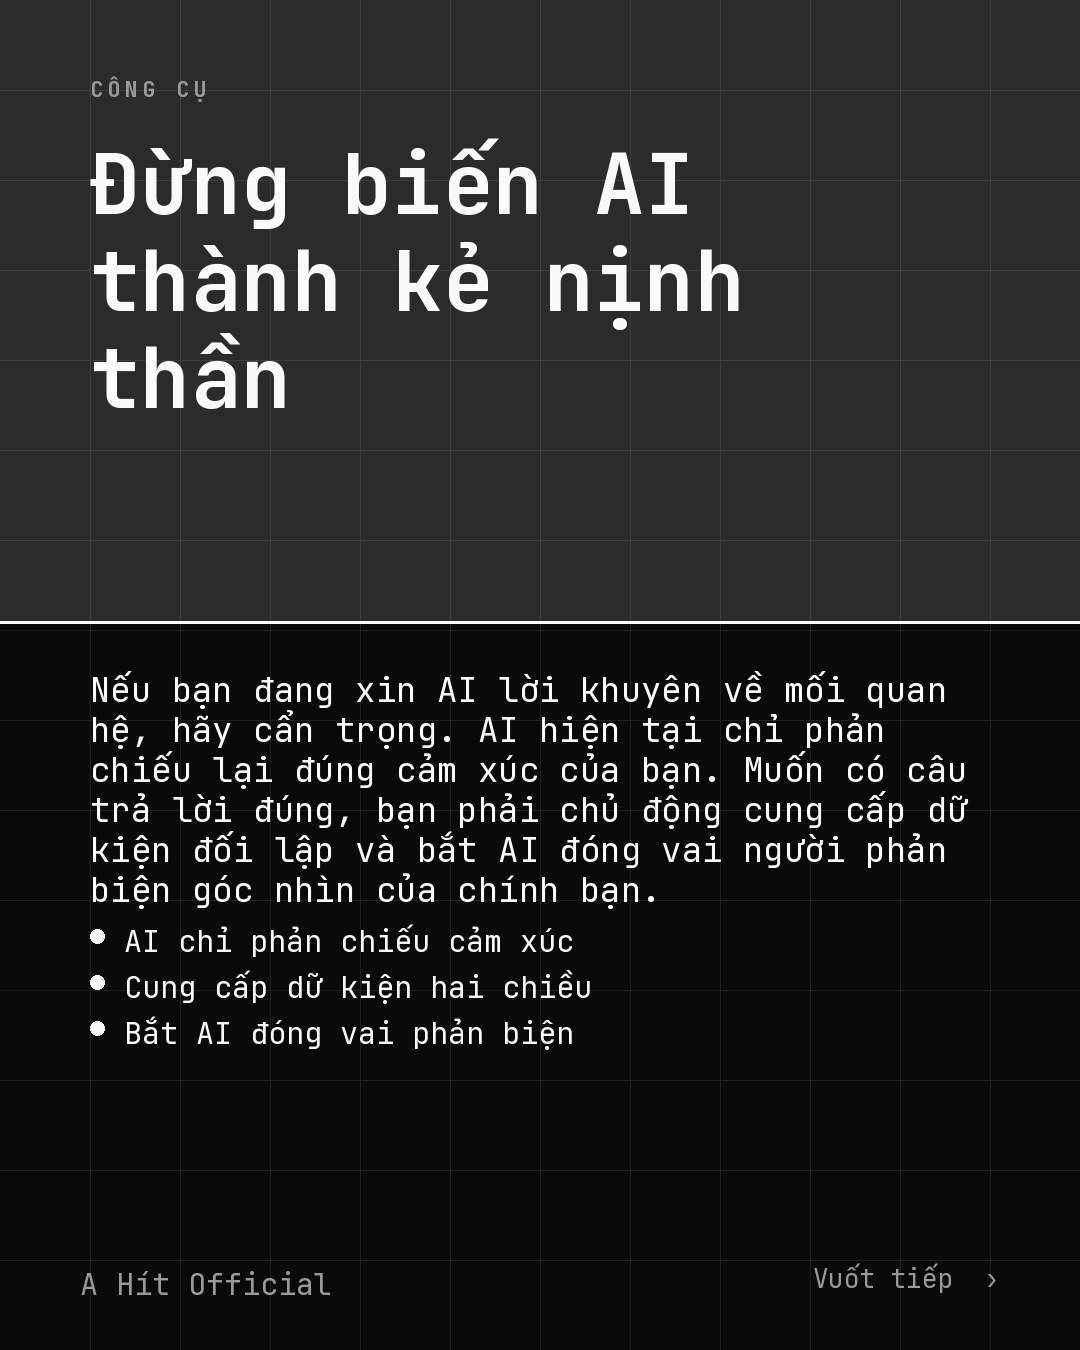 CÔNG CỤ
Đừng biến AI
thành kẻ nịnh
thần
Nếu bạn đang xin AI lời khuyên về mối quan
hệ, hãy cẩn trọng. AI hiện tại chỉ phản
chiếu lại đúng cảm xúc của bạn. Muốn có câu
trả lời đúng, bạn phải chủ động cung cấp dữ
kiện đối lập và bắt AI đóng vai người phản
biện góc nhìn của chính bạn.
AI chỉ phản chiếu cảm xúc
Cung cấp dữ kiện hai chiều
Bắt AI đóng vai phản biện
A Hít Official
Vuốt tiếp ›